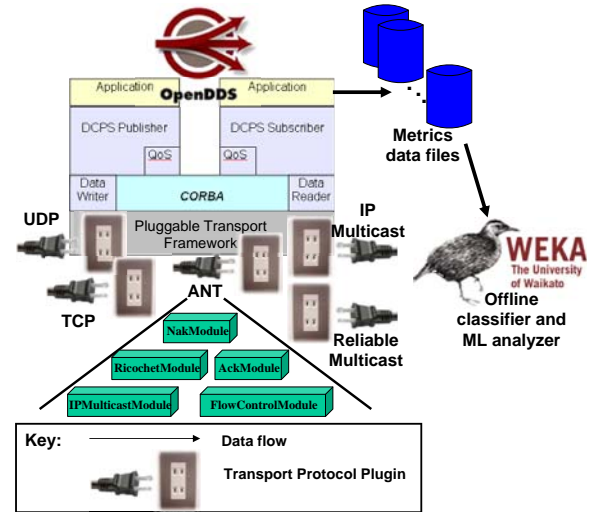 OpenDDS
Application
Application
DCPS Publisher
DCPS Subscriber
QoS
QoS
Data
Writer
CORBA
Data
Reader
Metrics
data files
UDP
Pluggable Transport
Framework
IP
Multicast
WEKA
The University
of Waikato
TCP
ANT
Reliable
Multicast
Offline
classifier and
ML analyzer
NakModule
RicochetModule
AckModule
IPMulticastModule
FlowControlModule
Key:
Data flow
Transport Protocol Plugin